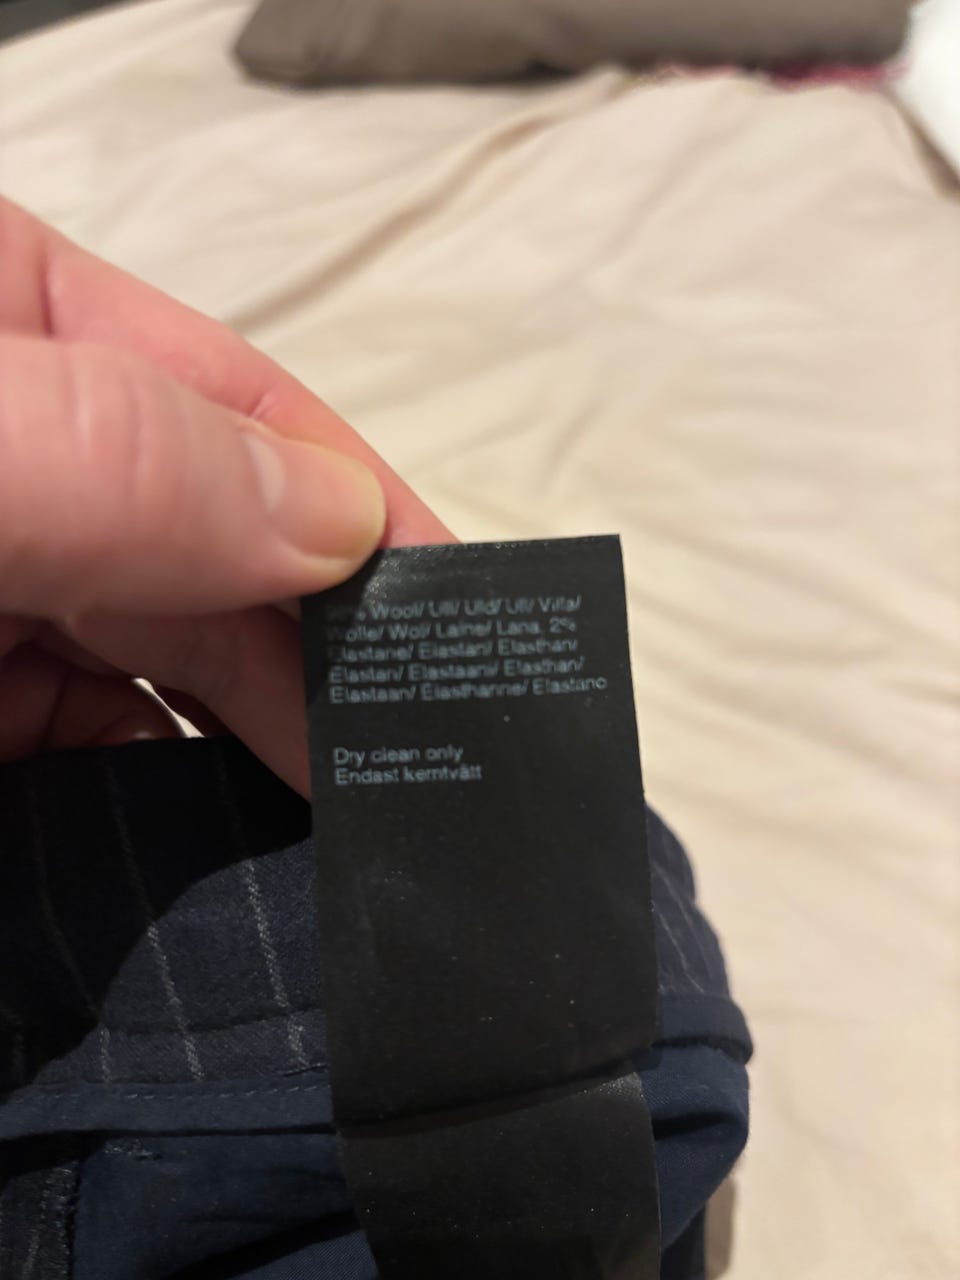 Wool/ Ull/ Uld/ Ull/ Villa/
Wolle/ Wol/ Laine/ Lana, 2%
Elastane/ Elastan/ Elasthan/
Elastan/ Elastaani/ Elasthan/
Elastaan/ Elasthanne/ Elastano
Dry clean only
Endast kemtvätt